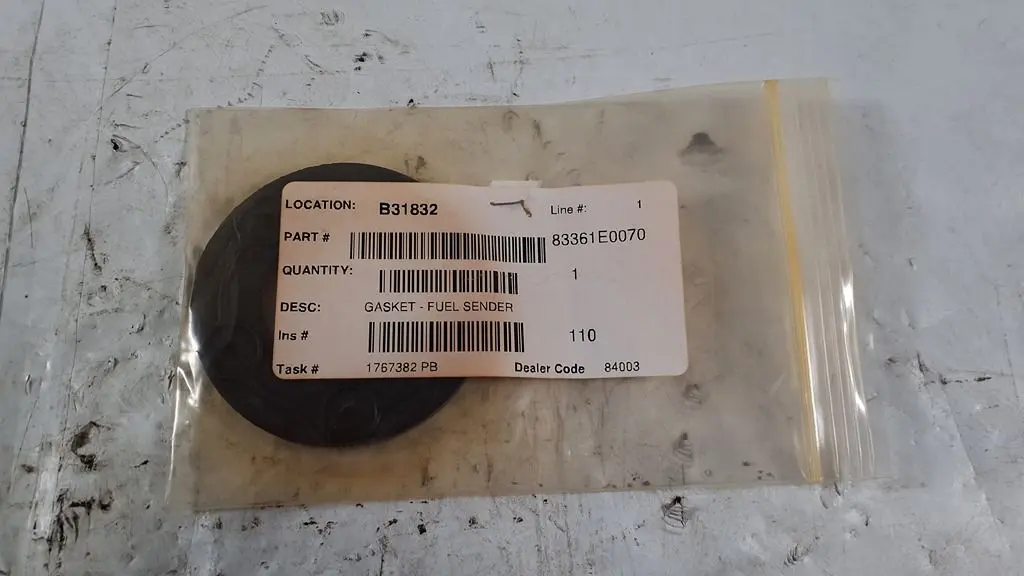 LOCATION: B31832 Line #: 1
PART # 83361E0070
QUANTITY: 1
DESC: GASKET - FUEL SENDER
Ins # 110
Task # 1767382 PB Dealer Code 84003